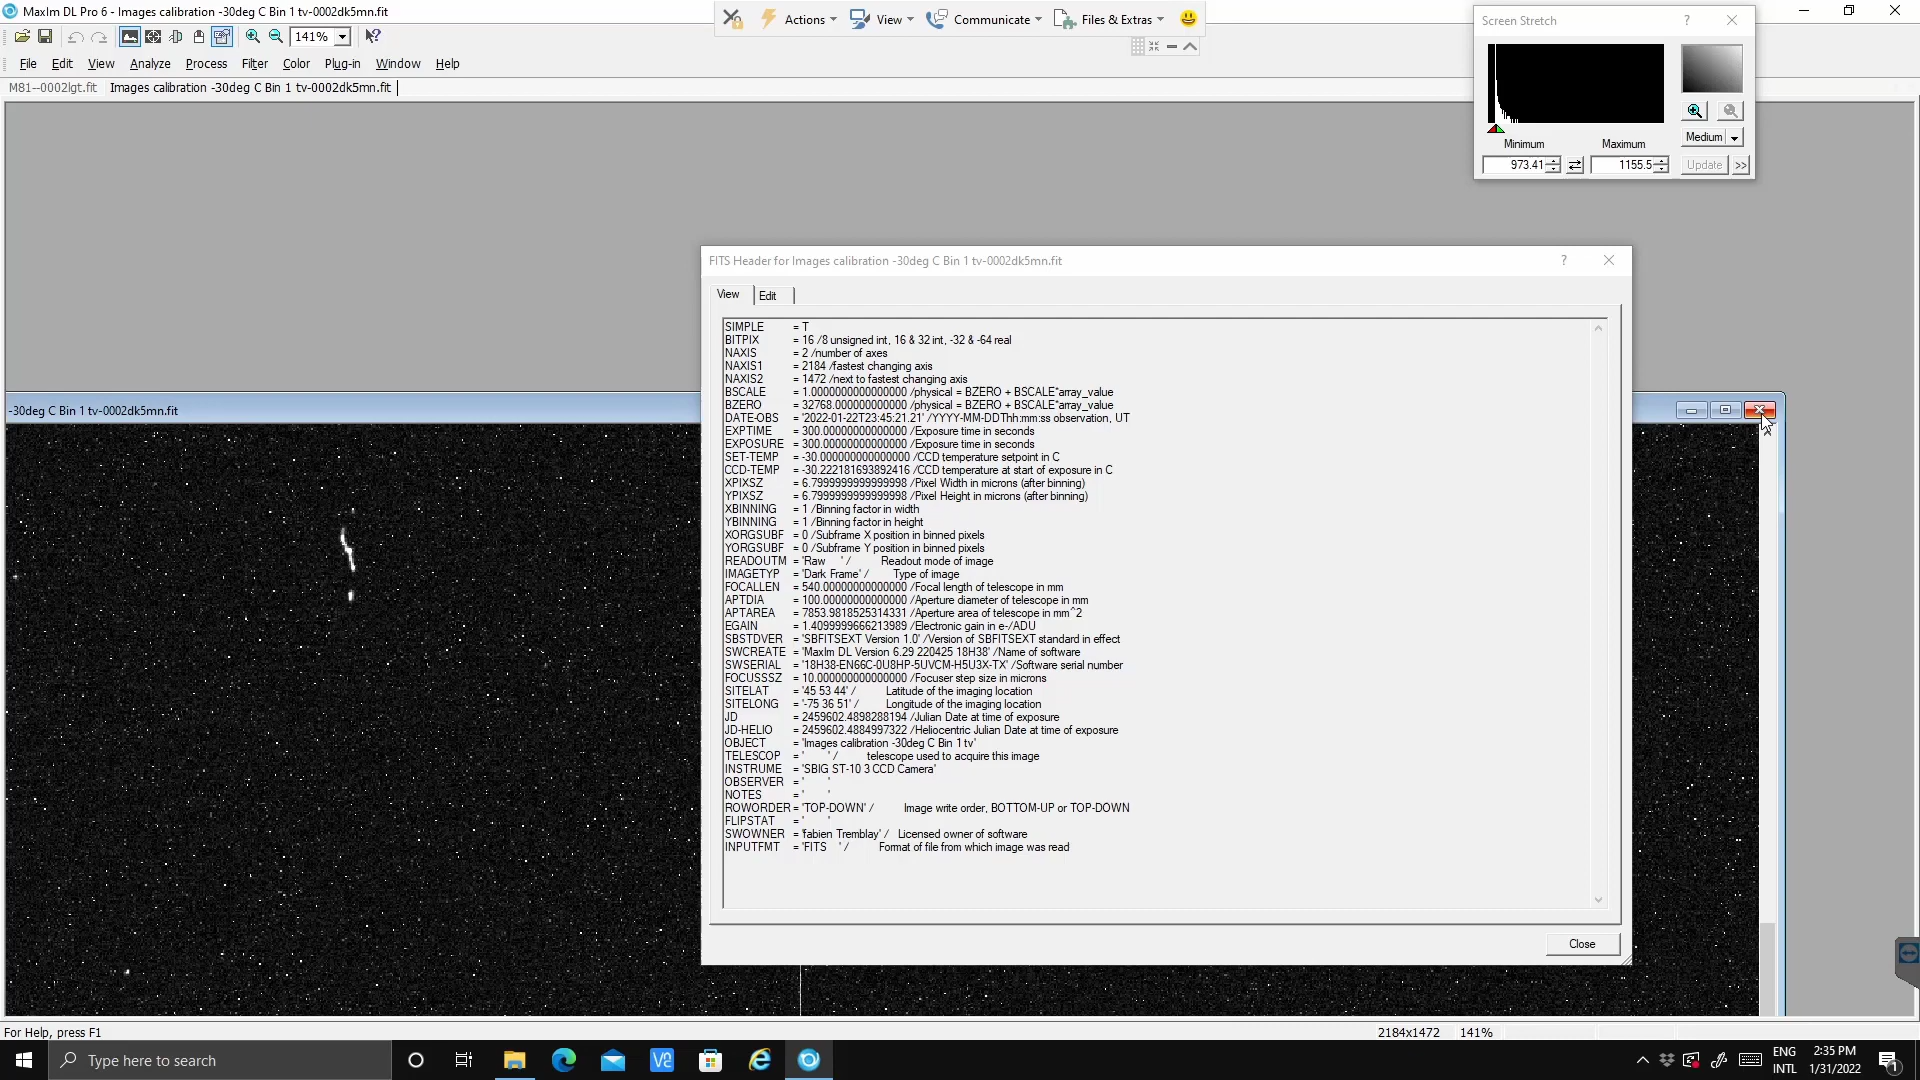 MaxIm DL Pro 6 - Images calibration -30deg C Bin 1 tv-0002dk5mn.fit
Actions
View
Communicate
Files & Extras
141%
File Edit View Analyze Process Filter Color Plug-in Window Help
M81--0002lgt.fit Images calibration -30deg C Bin 1 tv-0002dk5mn.fit
Screen Stretch
?
Medium
Minimum Maximum
973.41 1155.5 Update >>
FITS Header for Images calibration -30deg C Bin 1 tv-0002dk5mn.fit
?
View Edit
SIMPLE = T
BITPIX = 16 /8 unsigned int, 16 & 32 int, -32 & -64 real
NAXIS = 2 /number of axes
NAXIS1 = 2184 /fastest changing axis
NAXIS2 = 1472 /next to fastest changing axis
BSCALE = 1.0000000000000000 /physical = BZERO + BSCALE*array_value
BZERO = 32768.000000000000 /physical = BZERO + BSCALE*array_value
DATE-OBS = '2022-01-22T23:45:21.21' /YYYY-MM-DDThh:mm:ss observation, UT
EXPTIME = 300.00000000000000 /Exposure time in seconds
EXPOSURE = 300.00000000000000 /Exposure time in seconds
SET-TEMP = -30.000000000000000 /CCD temperature setpoint in C
CCD-TEMP = -30.222181693892416 /CCD temperature at start of exposure in C
XPIXSZ = 6.7999999999999998 /Pixel Width in microns (after binning)
YPIXSZ = 6.7999999999999998 /Pixel Height in microns (after binning)
XBINNING = 1 /Binning factor in width
YBINNING = 1 /Binning factor in height
XORGSUBF = 0 /Subframe X position in binned pixels
YORGSUBF = 0 /Subframe Y position in binned pixels
READOUTM = 'Raw ' / Readout mode of image
IMAGETYP = 'Dark Frame' / Type of image
FOCALLEN = 540.00000000000000 /Focal length of telescope in mm
APTDIA = 100.00000000000000 /Aperture diameter of telescope in mm
APTAREA = 7853.9818525314331 /Aperture area of telescope in mm^2
EGAIN = 1.4099999666213989 /Electronic gain in e-/ADU
SBSTDVER = 'SBFITSEXT Version 1.0' /Version of SBFITSEXT standard in effect
SWCREATE = 'MaxIm DL Version 6.29 220425 18H38' /Name of software
SWSERIAL = '18H38-EN66C-0U8HP-5UVCM-H5U3X-TX' /Software serial number
FOCUSSSZ = 10.000000000000000 /Focuser step size in microns
SITELAT = '45 53 44' / Latitude of the imaging location
SITELONG = '-75 36 51' / Longitude of the imaging location
JD = 2459602.4898288194 /Julian Date at time of exposure
JD-HELIO = 2459602.4884997322 /Heliocentric Julian Date at time of exposure
OBJECT = 'Images calibration -30deg C Bin 1 tv'
TELESCOP = ' ' / telescope used to acquire this image
INSTRUME = 'SBIG ST-10 3 CCD Camera'
OBSERVER = ' '
NOTES = ' '
ROWORDER = 'TOP-DOWN' / Image write order, BOTTOM-UP or TOP-DOWN
FLIPSTAT = ' '
SWOWNER = 'fabien Tremblay' / Licensed owner of software
INPUTFMT = 'FITS ' / Format of file from which image was read
Close
-30deg C Bin 1 tv-0002dk5mn.fit
For Help, press F1
2184x1472 141%
Type here to search
ENG
INTL
2:35 PM
1/31/2022
1